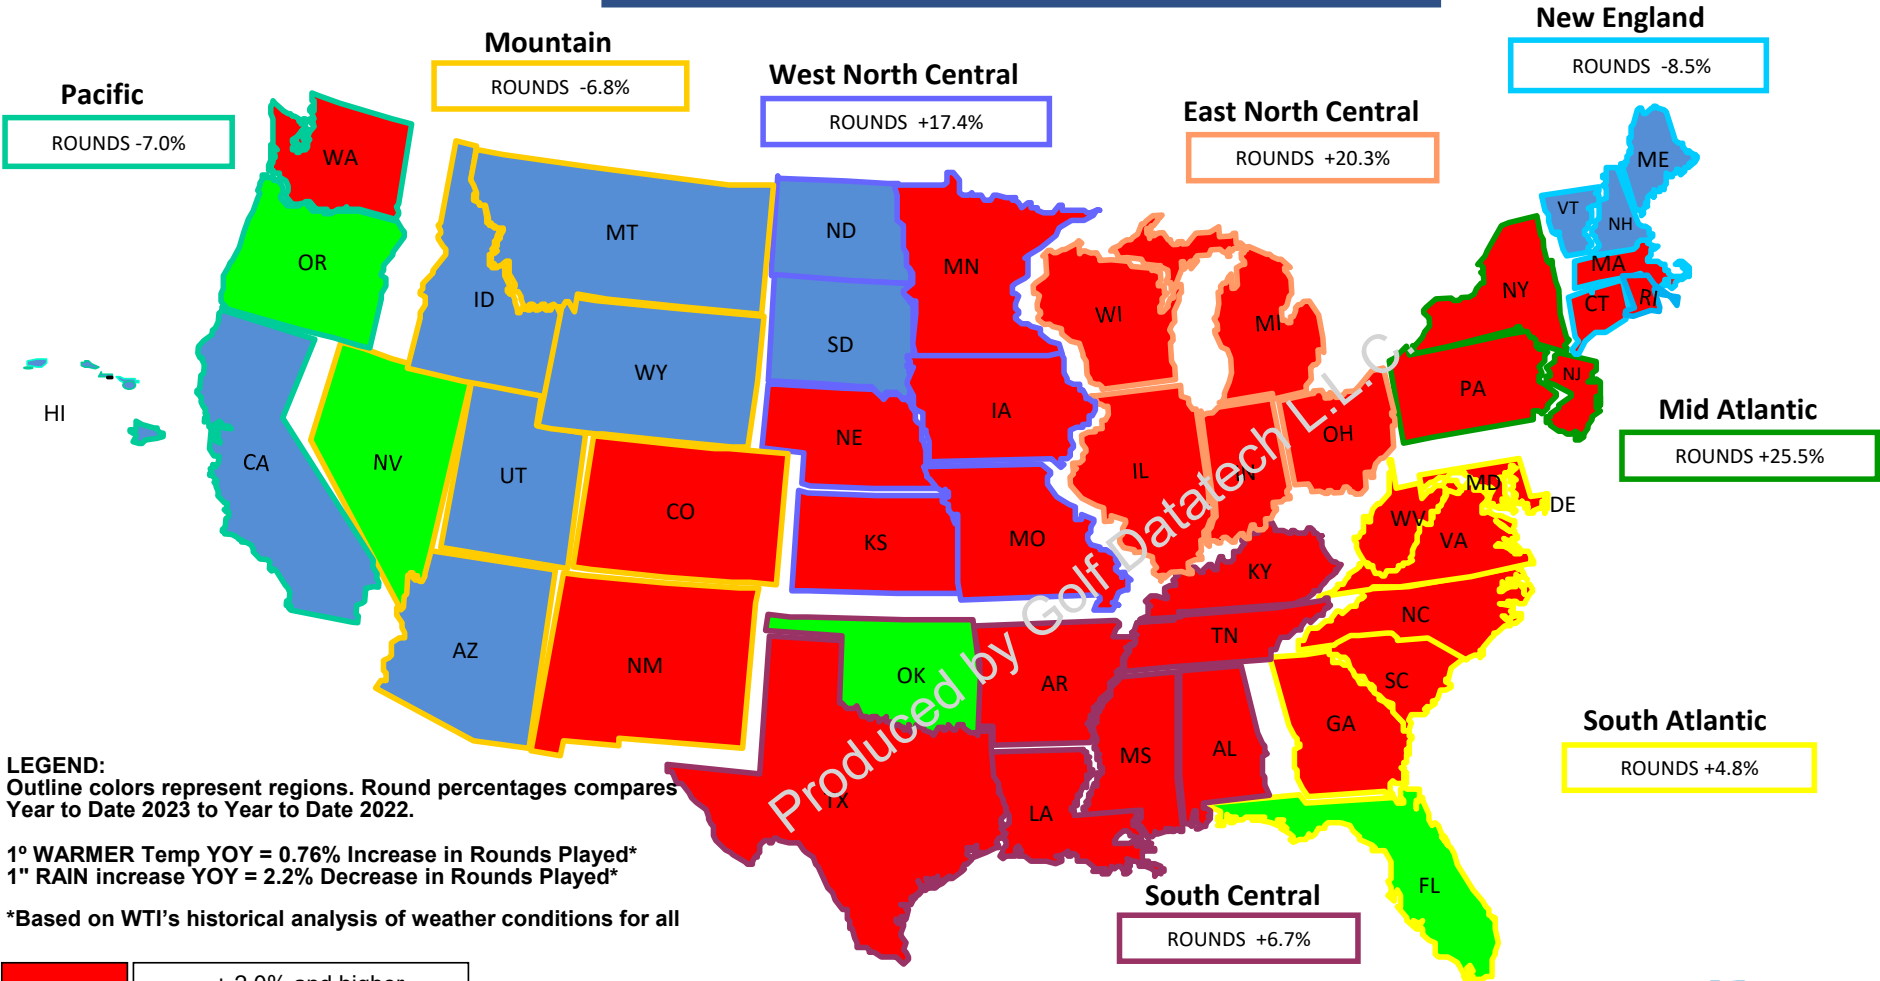 New England
ROUNDS -8.5%
Mountain
ROUNDS -6.8%
West North Central
ROUNDS +17.4%
East North Central
ROUNDS +20.3%
Pacific
ROUNDS -7.0%
WA
OR
MT
ID
WY
ND
SD
MN
WI
MI
NY
VT
NH
ME
MA
CT
RI
HI
CA
NV
UT
CO
NE
IA
KS
MO
IL
IN
OH
PA
NJ
Mid Atlantic
ROUNDS +25.5%
MD
DE
WV
VA
KY
NC
TN
SC
AZ
NM
OK
AR
TX
LA
MS
AL
GA
FL
South Atlantic
ROUNDS +4.8%
South Central
ROUNDS +6.7%
Produced by Golf Datatech L.L.C.
LEGEND:
Outline colors represent regions. Round percentages compares
Year to Date 2023 to Year to Date 2022.
1º WARMER Temp YOY = 0.76% Increase in Rounds Played*
1" RAIN increase YOY = 2.2% Decrease in Rounds Played*
*Based on WTI's historical analysis of weather conditions for all
+ 2.0% and higher